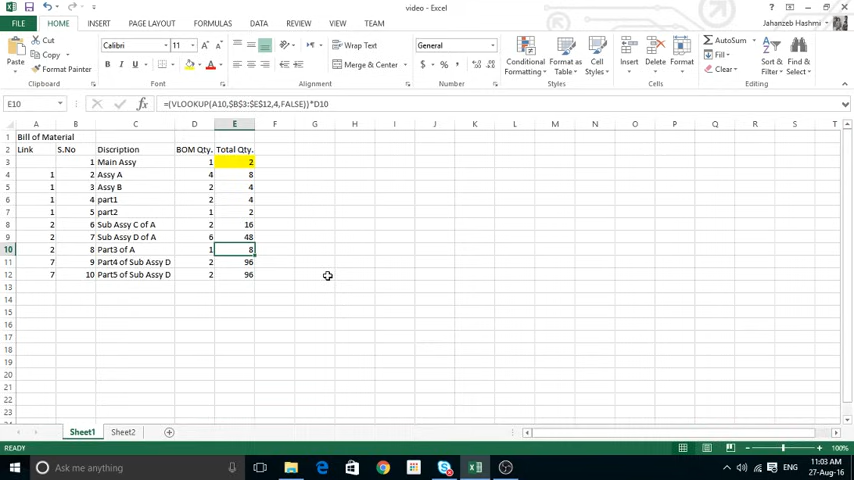 video - Excel
FILE HOME INSERT PAGE LAYOUT FORMULAS DATA REVIEW VIEW TEAM Jahanzeb Hashmi
Paste Cut Copy Format Painter Clipboard
Calibri 11 B I U Font
Wrap Text Merge & Center Alignment
General $ % , Number
Conditional Formatting Format as Table Cell Styles Styles
Insert Delete Format Cells
AutoSum Fill Clear Sort & Filter Find & Select Editing
E10 fx =(VLOOKUP(A10,$B$3:$E$12,4,FALSE))*D10
A B C D E F G H I J K L M N O P Q R S T
1 Bill of Material
2 Link S.No Discription BOM Qty. Total Qty.
3 1 Main Assy 1 2
4 1 2 Assy A 4 8
5 1 3 Assy B 2 4
6 1 4 part1 2 4
7 1 5 part2 1 2
8 2 6 Sub Assy C of A 2 16
9 2 7 Sub Assy D of A 6 48
10 2 8 Part3 of A 1 8
11 7 9 Part4 of Sub Assy D 2 96
12 7 10 Part5 of Sub Assy D 2 96
13
14
15
16
17
18
19
20
21
22
23
Sheet1 Sheet2
READY 100%
Ask me anything ENG 11:03 AM
27-Aug-16